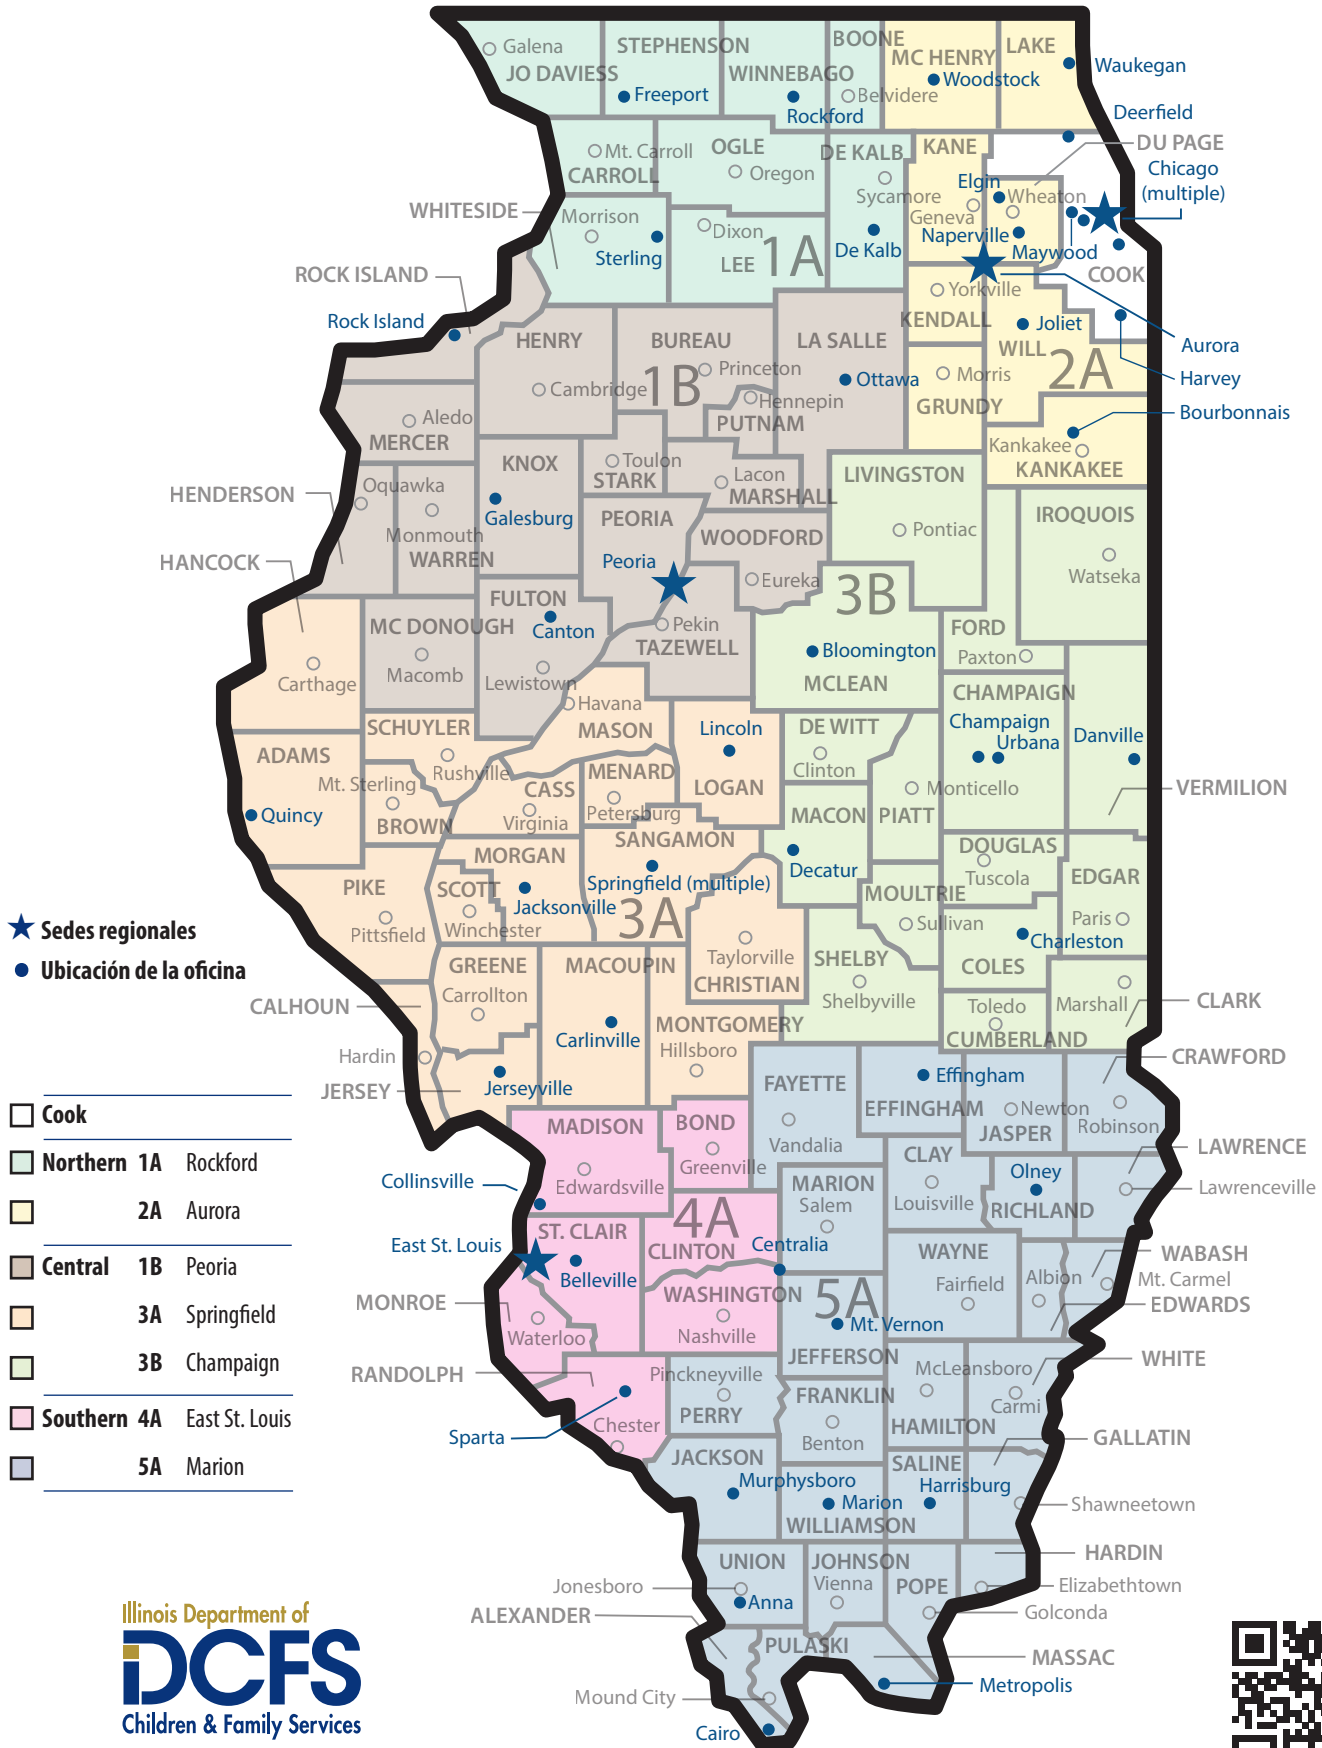 Galena
JO DAVIESS
STEPHENSON
Freeport
WINNEBAGO
Rockford
BOONE
Belvidere
MC HENRY
Woodstock
LAKE
Waukegan
Deerfield
DU PAGE
Chicago
(multiple)
Mt. Carroll
CARROLL
OGLE
Oregon
DE KALB
Sycamore
De Kalb
KANE
Elgin
Geneva
Wheaton
Naperville
Maywood
COOK
WHITESIDE
Morrison
Sterling
Dixon
LEE
1A
ROCK ISLAND
Rock Island
HENRY
Cambridge
BUREAU
Princeton
1B
Hennepin
PUTNAM
LA SALLE
Ottawa
Yorkville
KENDALL
Joliet
WILL
2A
Aurora
Harvey
Morris
GRUNDY
Bourbonnais
Kankakee
KANKAKEE
Aledo
MERCER
KNOX
Galesburg
Toulon
STARK
Lacon
MARSHALL
LIVINGSTON
Pontiac
IROQUOIS
Watseka
HENDERSON
Oquawka
Monmouth
WARREN
PEORIA
Peoria
WOODFORD
Eureka
3B
HANCOCK
Carthage
MC DONOUGH
Macomb
FULTON
Canton
Lewistown
Pekin
TAZEWELL
Bloomington
MCLEAN
FORD
Paxton
SCHUYLER
Rushville
Havana
MASON
Lincoln
LOGAN
DE WITT
Clinton
CHAMPAIGN
Champaign
Urbana
Danville
VERMILION
ADAMS
Quincy
Mt. Sterling
BROWN
CASS
Virginia
MENARD
Petersburg
MACON
Decatur
PIATT
Monticello
PIKE
Pittsfield
SCOTT
Winchester
MORGAN
Jacksonville
SANGAMON
Springfield (multiple)
3A
Taylorville
CHRISTIAN
MOULTRIE
Sullivan
DOUGLAS
Tuscola
EDGAR
Paris
Charleston
COLES
SHELBY
Shelbyville
Sedes regionales
Ubicación de la oficina
CALHOUN
Hardin
JERSEY
Jerseyville
GREENE
Carrollton
MACOUPIN
Carlinville
MONTGOMERY
Hillsboro
Toledo
CUMBERLAND
Marshall
CLARK
FAYETTE
Vandalia
Effingham
EFFINGHAM
Newton
JASPER
CRAWFORD
Robinson
Cook
Northern 1A Rockford
2A Aurora
Central 1B Peoria
3A Springfield
3B Champaign
Southern 4A East St. Louis
5A Marion
MADISON
Edwardsville
BOND
Greenville
Collinsville
CLAY
Louisville
Olney
RICHLAND
LAWRENCE
Lawrenceville
MARION
Salem
4A
CLINTON
Centralia
East St. Louis
ST. CLAIR
Belleville
WASHINGTON
Nashville
MONROE
Waterloo
5A
Mt. Vernon
JEFFERSON
WAYNE
Fairfield
Albion
WABASH
Mt. Carmel
EDWARDS
RANDOLPH
Chester
Sparta
Pinckneyville
PERRY
FRANKLIN
Benton
McLeansboro
HAMILTON
Carmi
WHITE
JACKSON
Murphysboro
Marion
WILLIAMSON
SALINE
Harrisburg
GALLATIN
Shawneetown
UNION
Jonesboro
Anna
JOHNSON
Vienna
POPE
HARDIN
Elizabethtown
Golconda
ALEXANDER
PULASKI
MASSAC
Metropolis
Mound City
Cairo
Illinois Department of
DCFS
Children & Family Services